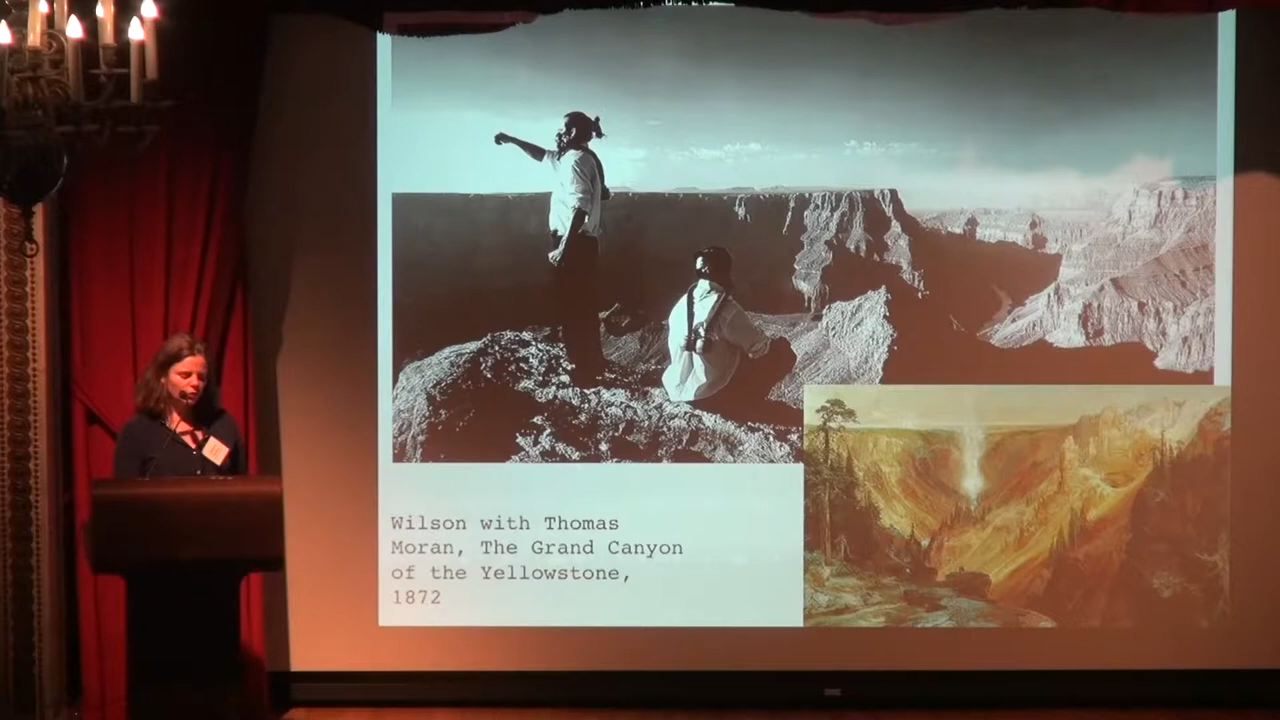 Wilson with Thomas
Moran, The Grand Canyon
of the Yellowstone,
1872